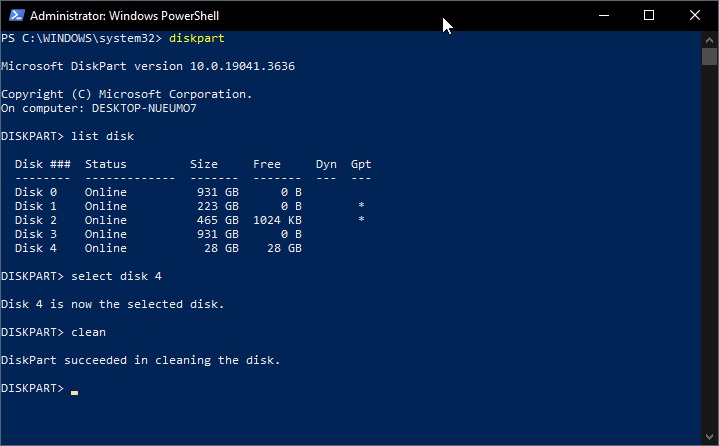 Administrator: Windows PowerShell
PS C:\WINDOWS\system32> diskpart
Microsoft DiskPart version 10.0.19041.3636
Copyright (C) Microsoft Corporation.
On computer: DESKTOP-NUEUMO7
DISKPART> list disk
  Disk ###  Status         Size     Free     Dyn  Gpt
  --------  -------------  -------  -------  ---  ---
  Disk 0    Online          931 GB      0 B
  Disk 1    Online          223 GB      0 B        *
  Disk 2    Online          465 GB  1024 KB        *
  Disk 3    Online          931 GB      0 B
  Disk 4    Online           28 GB    28 GB
DISKPART> select disk 4
Disk 4 is now the selected disk.
DISKPART> clean
DiskPart succeeded in cleaning the disk.
DISKPART>